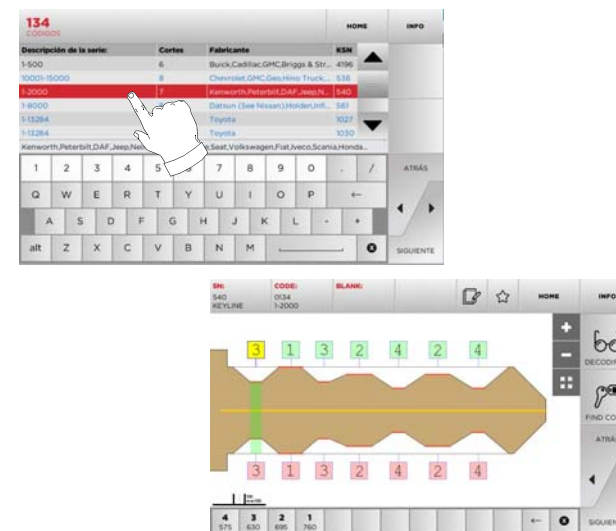 134
CODIGOS
HOME
INFO
Descripción de la serie:
Cortes
Fabricante
KSN
1-500
6
Buick,Cadillac,GMC,Briggs & Str...
4196
10001-15000
8
Chevrolet,GMC,Geo,Hino Truck,...
536
1-2000
7
Kenworth,Peterbilt,DAF,Jeep,N...
540
1-8000
Datsun (See Nissan),Holden,Infi...
561
1-13284
Toyota
1027
1-13284
Toyota
1030
Kenworth,Peterbilt,DAF,Jeep,Neo
Seat,Volkswagen,Fiat,Iveco,Scania,Honda...
1 2 3 4 5 6 7 8 9 0 . /
ATRÁS
Q W E R T Y U I O P ←
A S D F G H J K L - +
alt Z X C V B N M
SIGUIENTE
SN:
540
KEYLINE
CODE:
0134
1-2000
BLANK:
HOME
INFO
+
-
3 1 3 2 4 2 4
DECODIN
FIND CO
ATRÁ
3 1 3 2 4 2 4
4
575
3
630
2
695
1
760
←
SIGUIEN